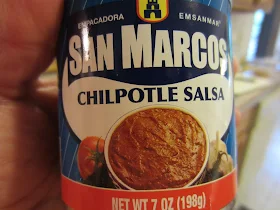 EMPACADORA EMSANMAR
SAN MARCOS
CHILPOTLE SALSA
NET WT 7 OZ (198g)